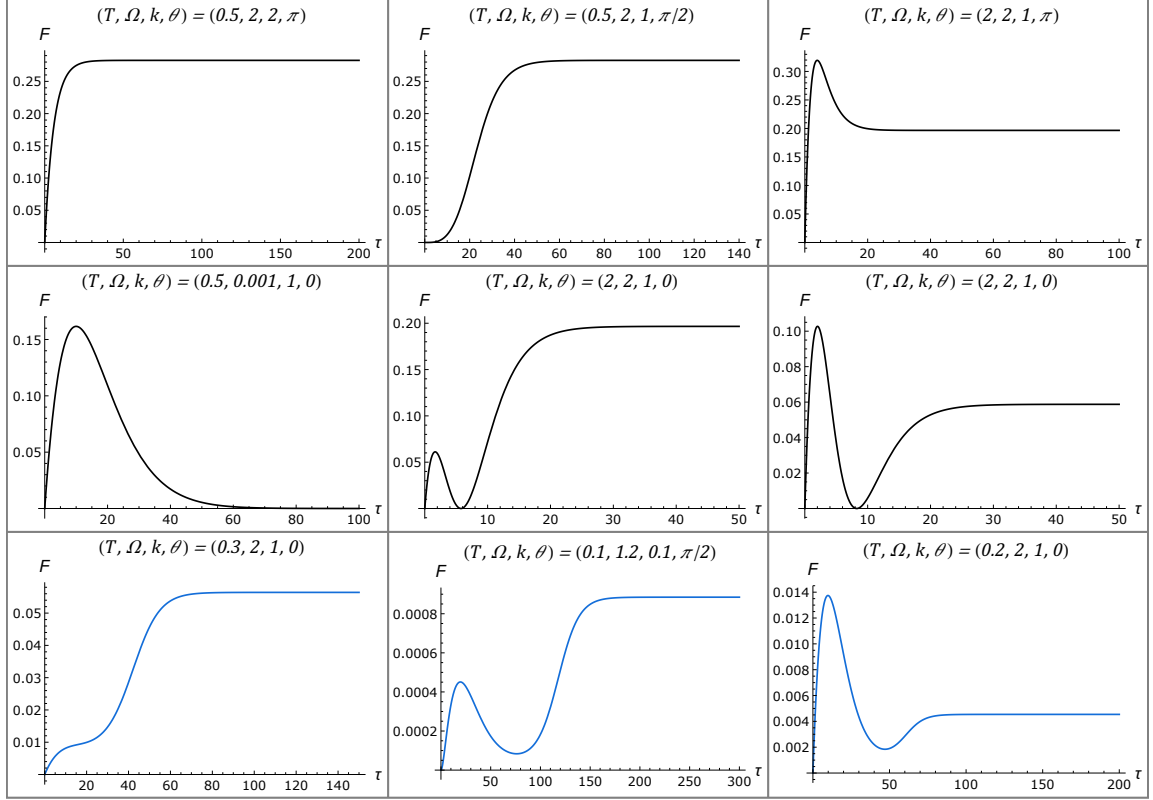 (T, Ω, k, θ) = (0.5, 2, 2, π)
F
0.25
0.20
0.15
0.10
0.05
50 100 150 200 τ
(T, Ω, k, θ) = (0.5, 2, 1, π/2)
F
0.25
0.20
0.15
0.10
0.05
20 40 60 80 100 120 140 τ
(T, Ω, k, θ) = (2, 2, 1, π)
F
0.30
0.25
0.20
0.15
0.10
0.05
20 40 60 80 100 τ
(T, Ω, k, θ) = (0.5, 0.001, 1, 0)
F
0.15
0.10
0.05
20 40 60 80 100 τ
(T, Ω, k, θ) = (2, 2, 1, 0)
F
0.20
0.15
0.10
0.05
10 20 30 40 50 τ
(T, Ω, k, θ) = (2, 2, 1, 0)
F
0.10
0.08
0.06
0.04
0.02
10 20 30 40 50 τ
(T, Ω, k, θ) = (0.3, 2, 1, 0)
F
0.05
0.04
0.03
0.02
0.01
20 40 60 80 100 120 140 τ
(T, Ω, k, θ) = (0.1, 1.2, 0.1, π/2)
F
0.0008
0.0006
0.0004
0.0002
50 100 150 200 250 300 τ
(T, Ω, k, θ) = (0.2, 2, 1, 0)
F
0.014
0.012
0.010
0.008
0.006
0.004
0.002
50 100 150 200 τ